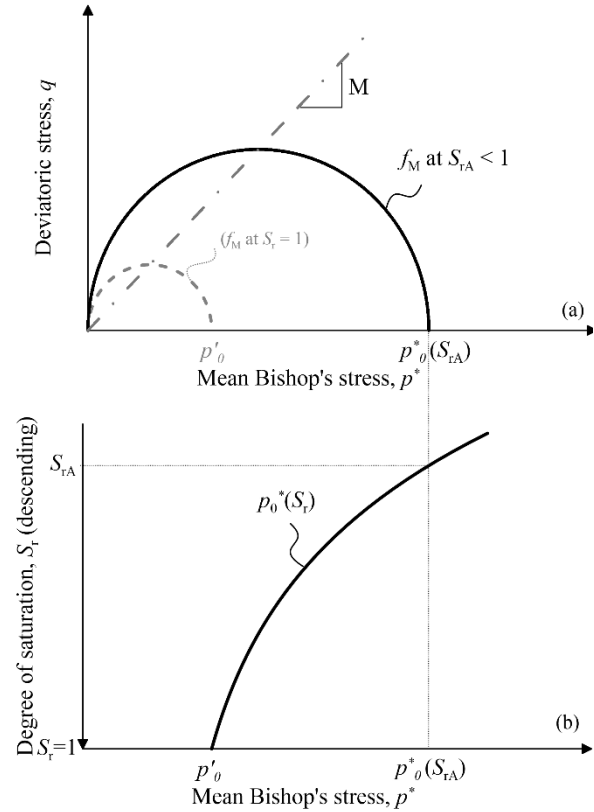 Deviatoric stress, q
M
f_M at S_rA < 1
(f_M at S_r = 1)
(a)
p'_0
p*_0(S_rA)
Mean Bishop's stress, p*
Degree of saturation, S_r (descending)
S_rA
p_0*(S_r)
(b)
S_r=1
p'_0
p*_0(S_rA)
Mean Bishop's stress, p*